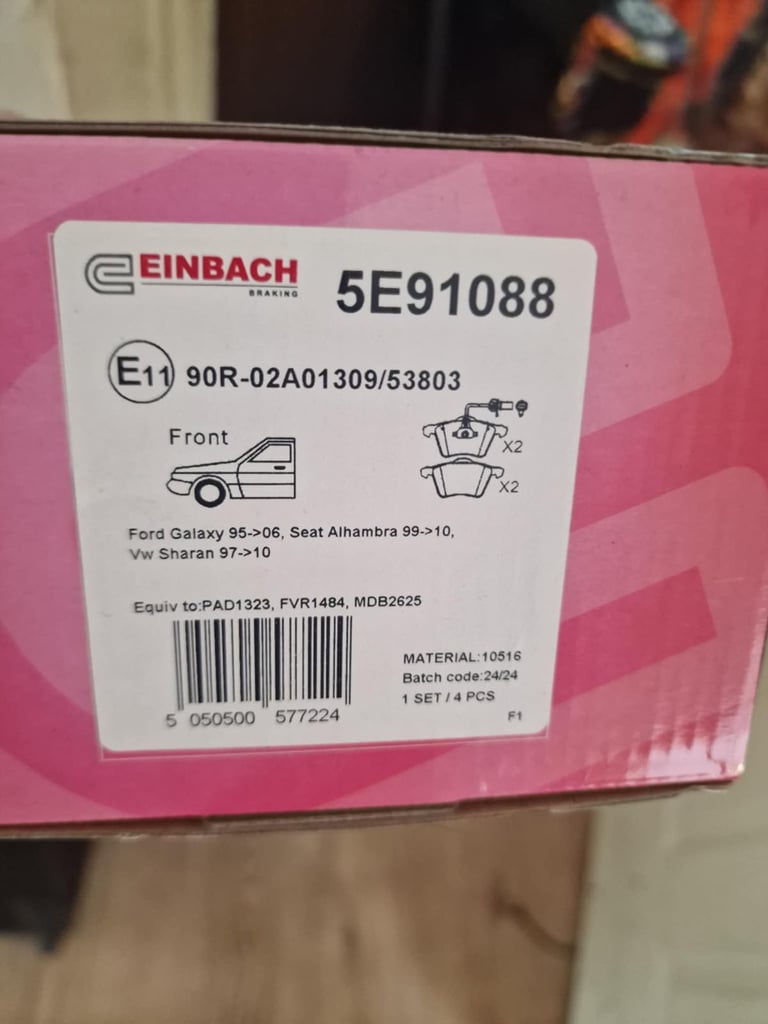 EINBACH
BRAKING
5E91088
E11 90R-02A01309/53803
Front
X2
X2
Ford Galaxy 95->06, Seat Alhambra 99->10,
Vw Sharan 97->10
Equiv to:PAD1323, FVR1484, MDB2625
MATERIAL:10516
Batch code:24/24
1 SET / 4 PCS
5 050500 577224
F1